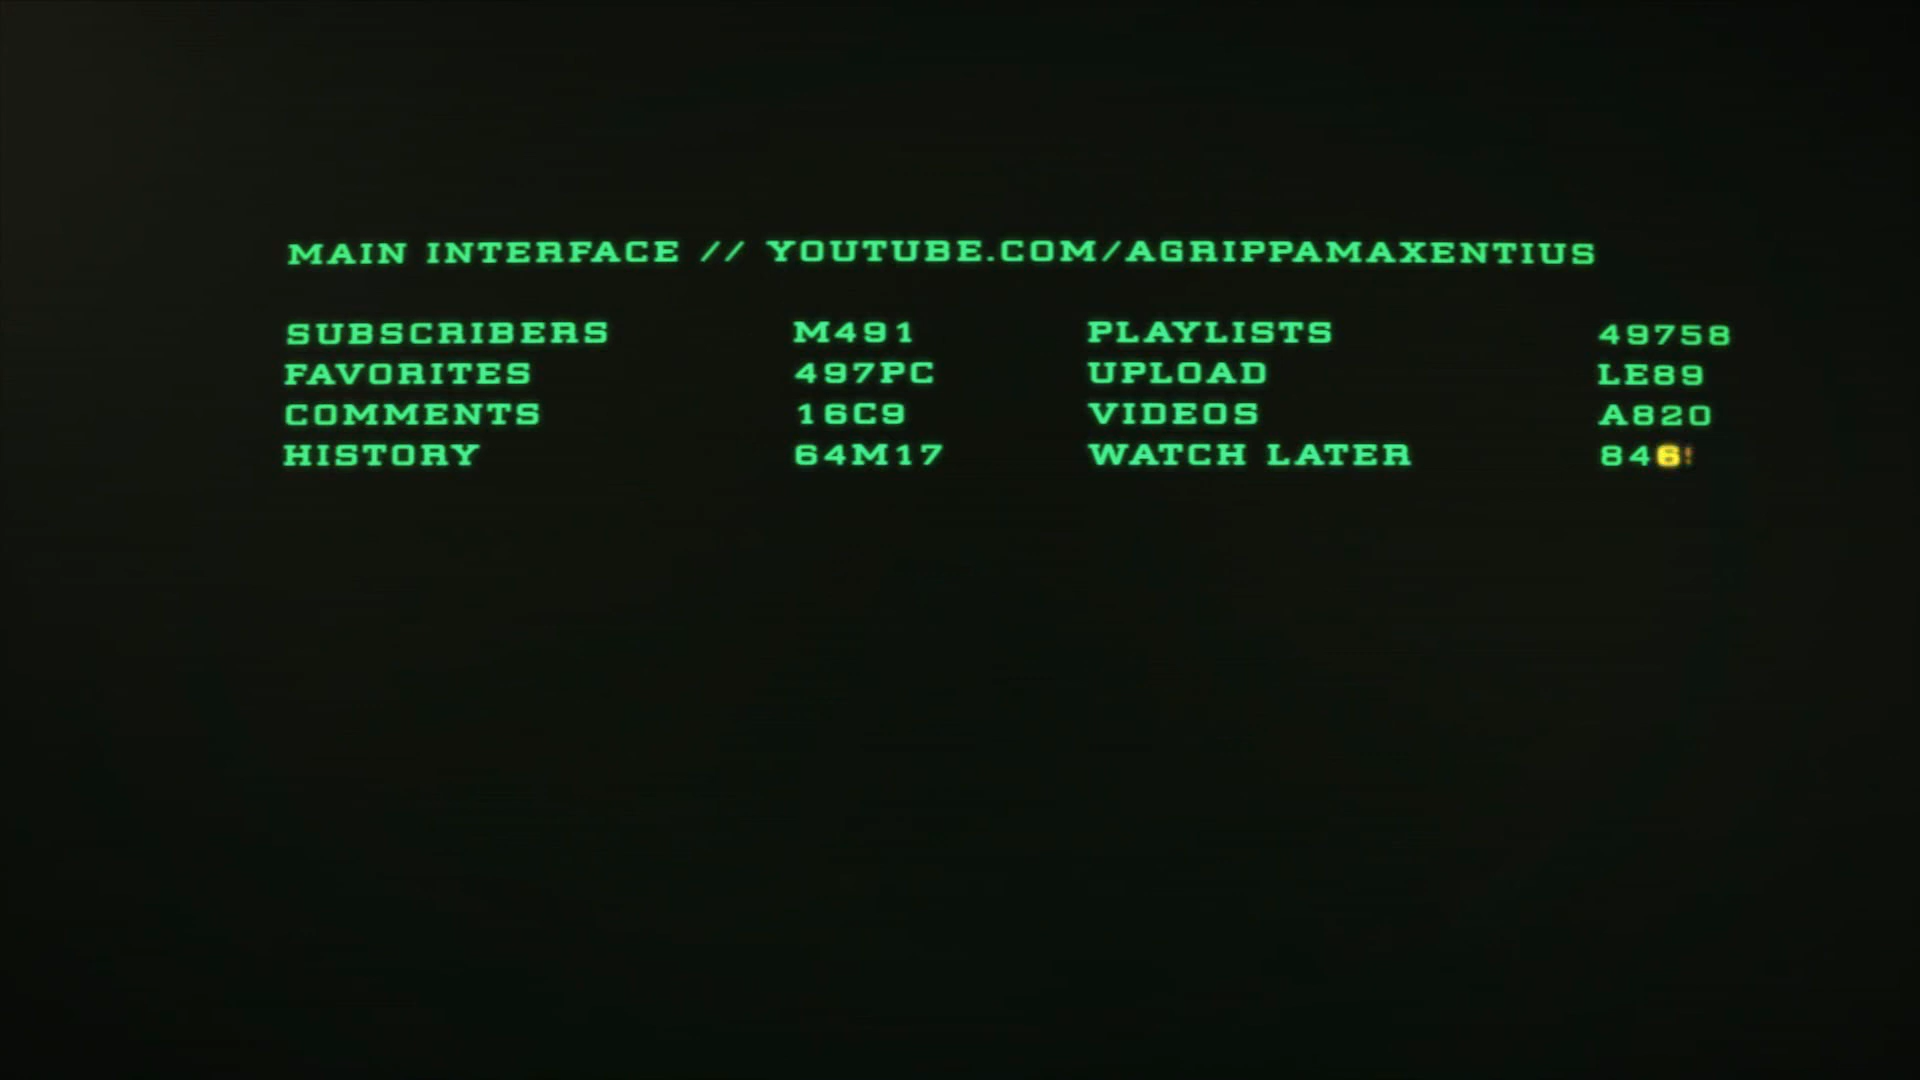 MAIN INTERFACE // YOUTUBE.COM/AGRIPPAMAXENTIUS
SUBSCRIBERS M491 PLAYLISTS 49758
FAVORITES 497PC UPLOAD LE89
COMMENTS 16C9 VIDEOS A820
HISTORY 64M17 WATCH LATER 846